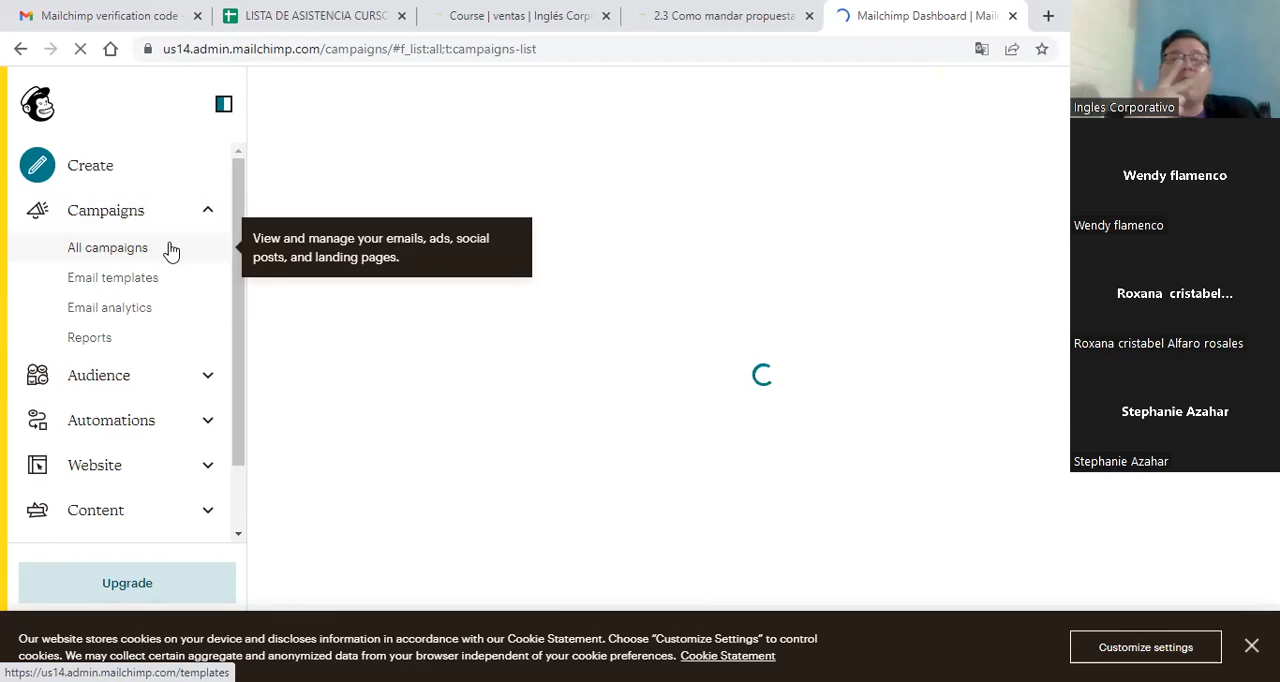 Mailchimp verification code -
LISTA DE ASISTENCIA CURSO
Course | ventas | Inglés Corpo
2.3 Como mandar propuesta
Mailchimp Dashboard | Mail
us14.admin.mailchimp.com/campaigns/#f_list:all;t:campaigns-list
Create
Campaigns
All campaigns
Email templates
Email analytics
Reports
Audience
Automations
Website
Content
Upgrade
View and manage your emails, ads, social
posts, and landing pages.
Ingles Corporativo
Wendy flamenco
Wendy flamenco
Roxana cristabel...
Roxana cristabel Alfaro rosales
Stephanie Azahar
Stephanie Azahar
Our website stores cookies on your device and discloses information in accordance with our Cookie Statement. Choose "Customize Settings" to control
cookies. We may collect certain aggregate and anonymized data from your browser independent of your cookie preferences. Cookie Statement
Customize settings
https://us14.admin.mailchimp.com/templates